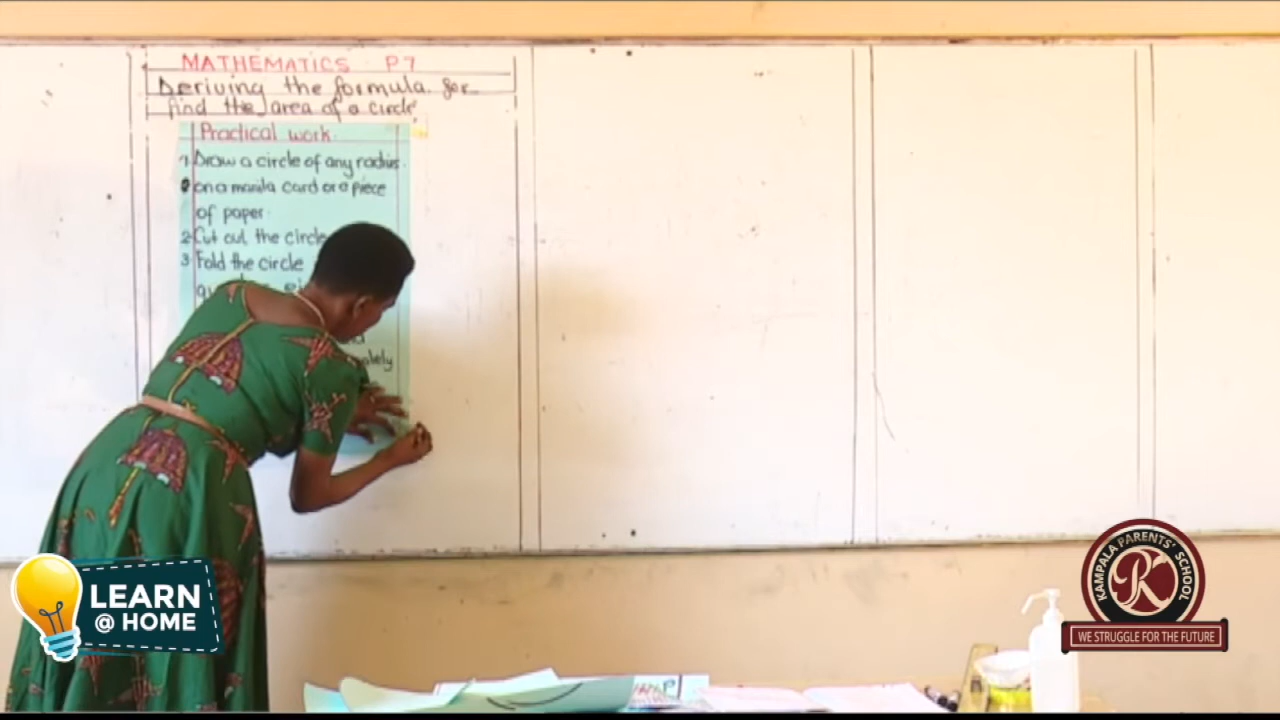 MATHEMATICS P7
Deriving the formula for
find the area of a circle
Practical work.
1. Draw a circle of any radius
on a manila card or a piece
of paper.
2. Cut out the circle
3 Fold the circle
LEARN
@ HOME
KAMPALA PARENTS' SCHOOL
K
WE STRUGGLE FOR THE FUTURE